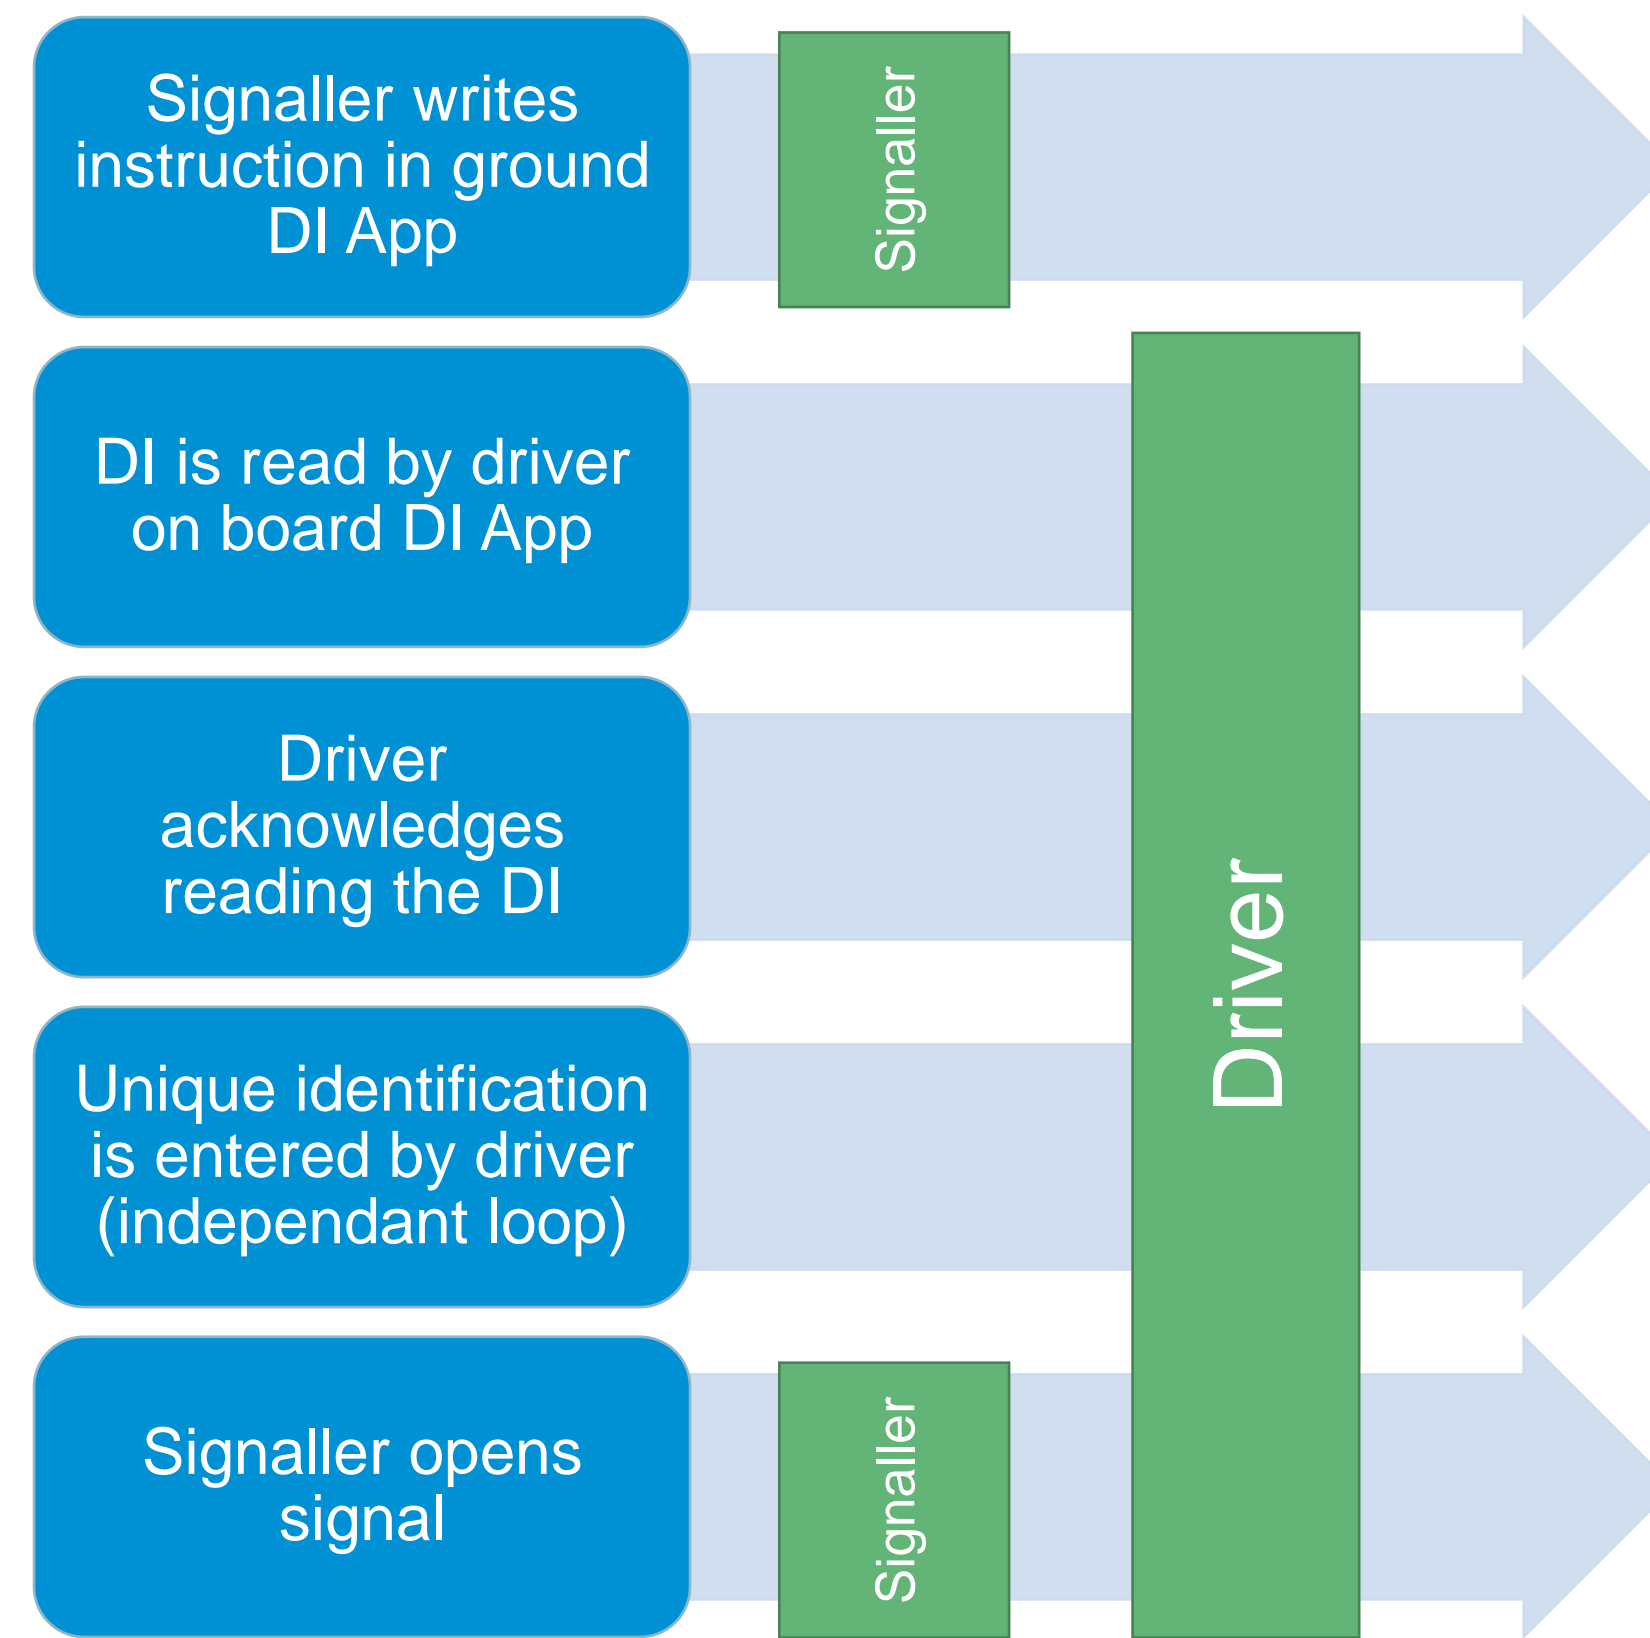 Signaller writes
instruction in ground
DI App
Signaller
DI is read by driver
on board DI App
Driver
acknowledges
reading the DI
Driver
Unique identification
is entered by driver
(independant loop)
Signaller opens
signal
Signaller